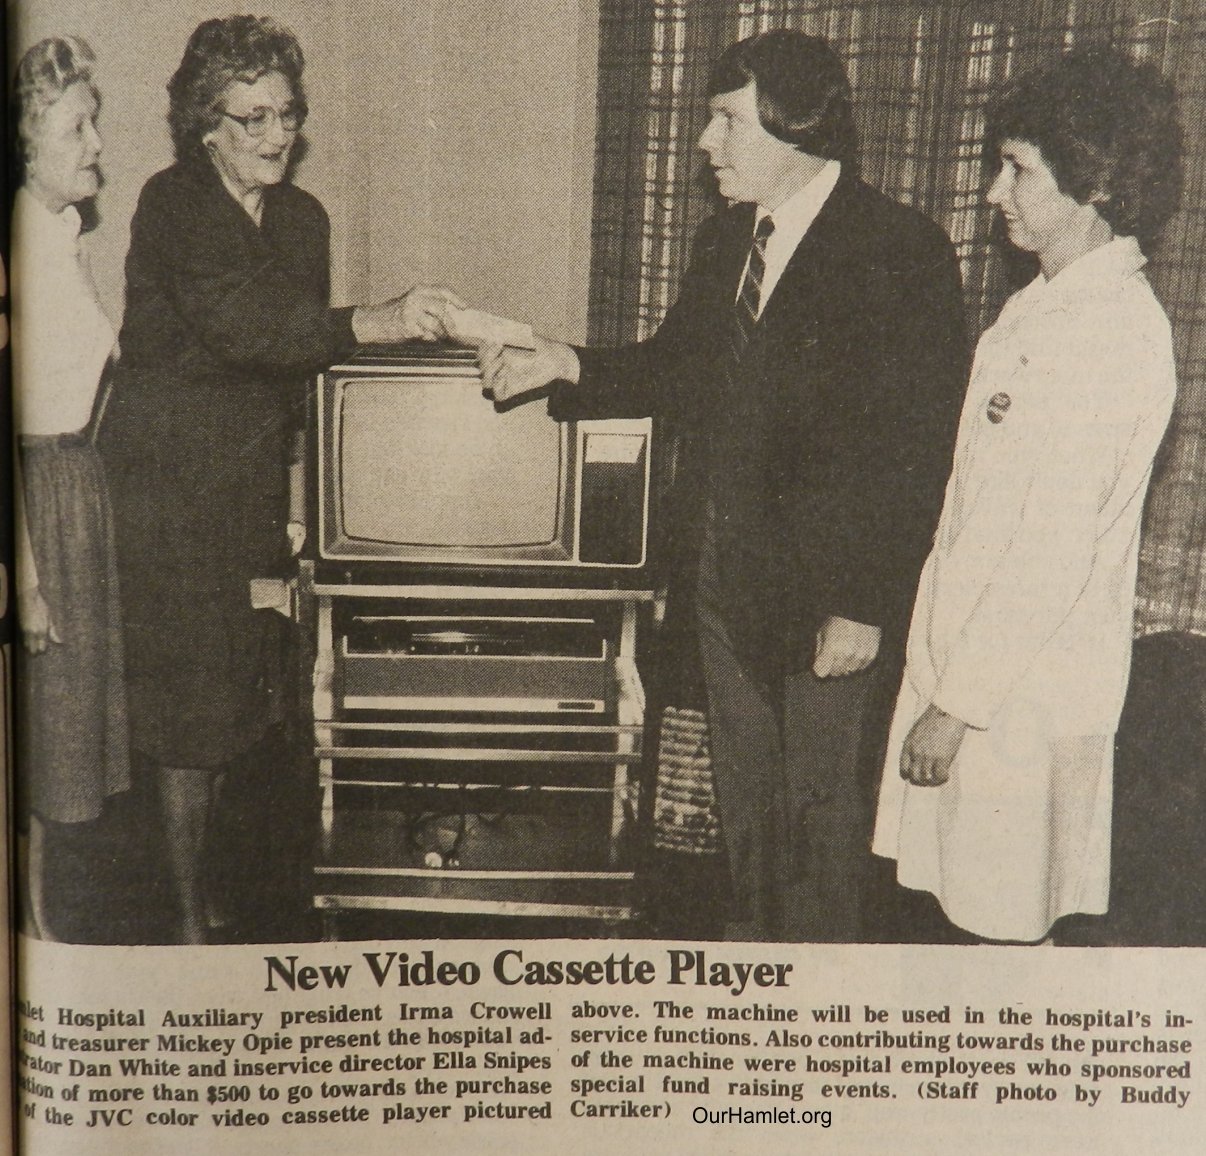 New Video Cassette Player
let Hospital Auxiliary president Irma Crowell
and treasurer Mickey Opie present the hospital ad-
rator Dan White and inservice director Ella Snipes
tion of more than $500 to go towards the purchase
of the JVC color video cassette player pictured
above. The machine will be used in the hospital's in-
service functions. Also contributing towards the purchase
of the machine were hospital employees who sponsored
special fund raising events. (Staff photo by Buddy
Carriker)
OurHamlet.org